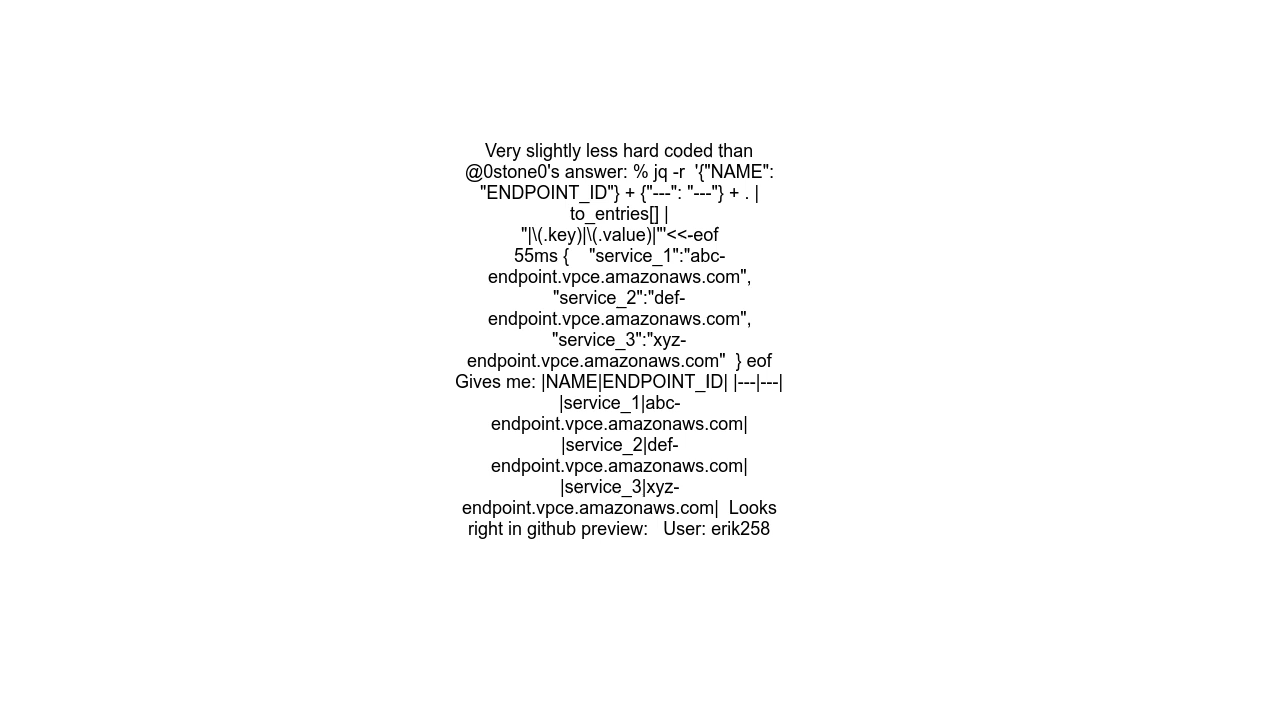 Very slightly less hard coded than
@0stone0's answer: % jq -r  '{"NAME":
"ENDPOINT_ID"} + {"---": "---"} + . |
to_entries[] |
"|\(.key)|\(.value)|"'<<-eof
55ms {    "service_1":"abc-
endpoint.vpce.amazonaws.com",
"service_2":"def-
endpoint.vpce.amazonaws.com",
"service_3":"xyz-
endpoint.vpce.amazonaws.com"  } eof
Gives me: |NAME|ENDPOINT_ID| |---|---|
|service_1|abc-
endpoint.vpce.amazonaws.com|
|service_2|def-
endpoint.vpce.amazonaws.com|
|service_3|xyz-
endpoint.vpce.amazonaws.com|  Looks
right in github preview:   User: erik258